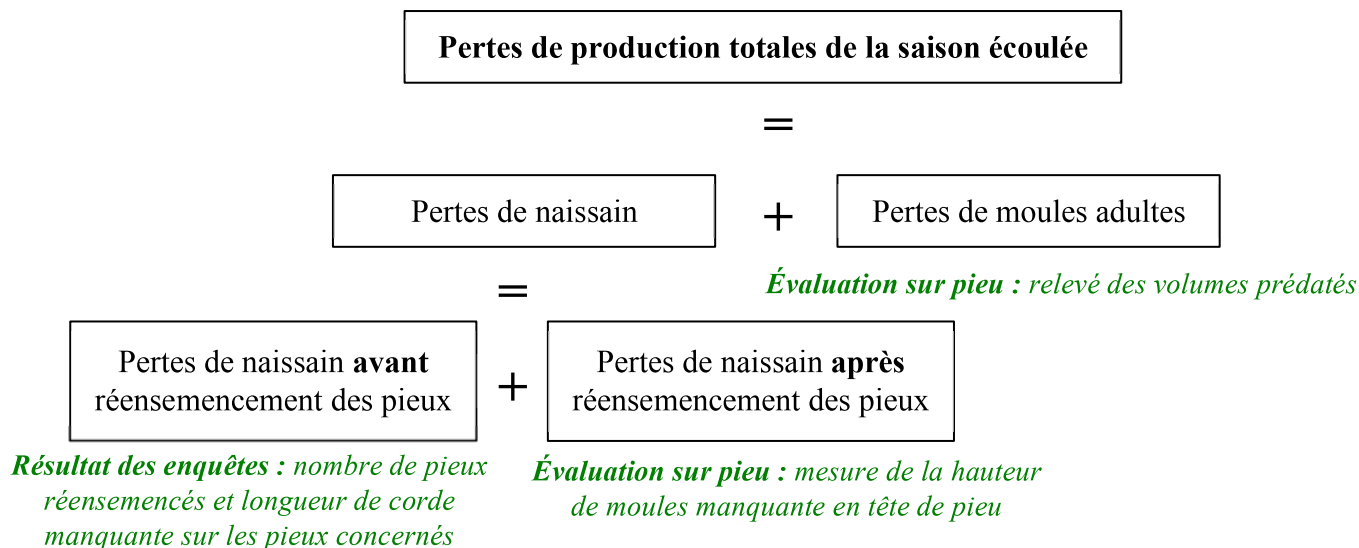 Pertes de production totales de la saison écoulée
=
Pertes de naissain
+
Pertes de moules adultes
Évaluation sur pieu : relevé des volumes prédatés
=
Pertes de naissain avant
réensemencement des pieux
+
Pertes de naissain après
réensemencement des pieux
Résultat des enquêtes : nombre de pieux
réensemencés et longueur de corde
manquante sur les pieux concernés
Évaluation sur pieu : mesure de la hauteur
de moules manquante en tête de pieu